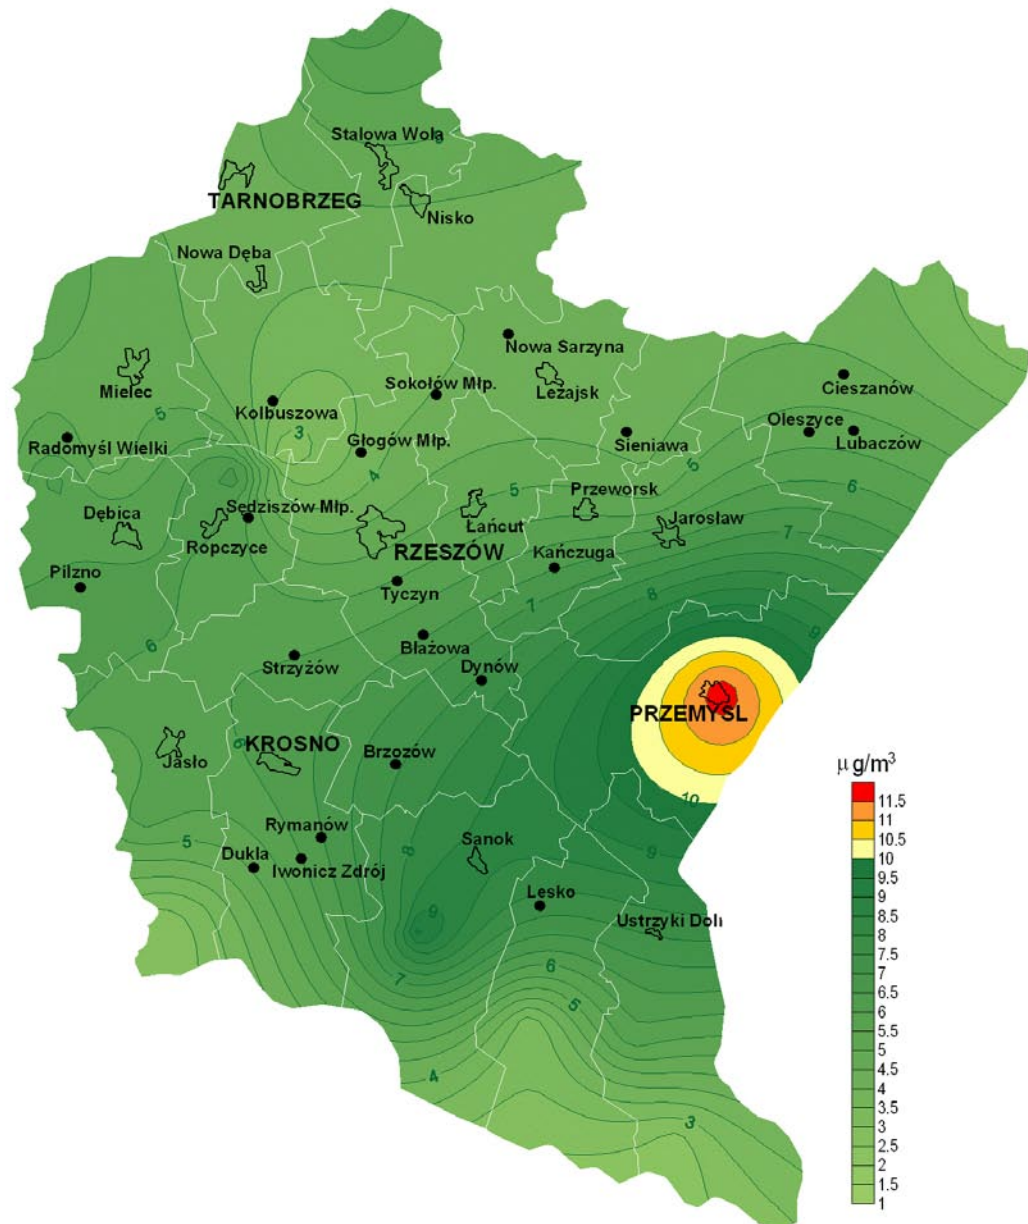 5
Stalowa Wola
TARNOBRZEG
Nisko
Nowa Dęba
Nowa Sarzyna
Mielec
Sokołów Młp.
Leżajsk
Cieszanów
Kolbuszowa
5
Oleszyce
Radomyśl Wielki
3
Głogów Młp.
Sieniawa
Lubaczów
4
5
5
Przeworsk
6
Dębica
Sędziszów Młp.
Łańcut
Jarosław
7
Ropczyce
RZESZÓW
Kańczuga
Pilzno
Tyczyn
7
8
6
Błażowa
9
Strzyżów
Dynów
PRZEMYŚL
6
KROSNO
Brzozów
Jasło
µg/m³
10
11.5
11
10.5
10
9.5
9
8.5
8
7.5
7
6.5
6
5.5
5
4.5
4
3.5
3
2.5
2
1.5
1
Rymanów
5
Dukla
8
Sanok
9
Iwonicz Zdrój
Lesko
9
Ustrzyki Doln
7
6
5
4
3